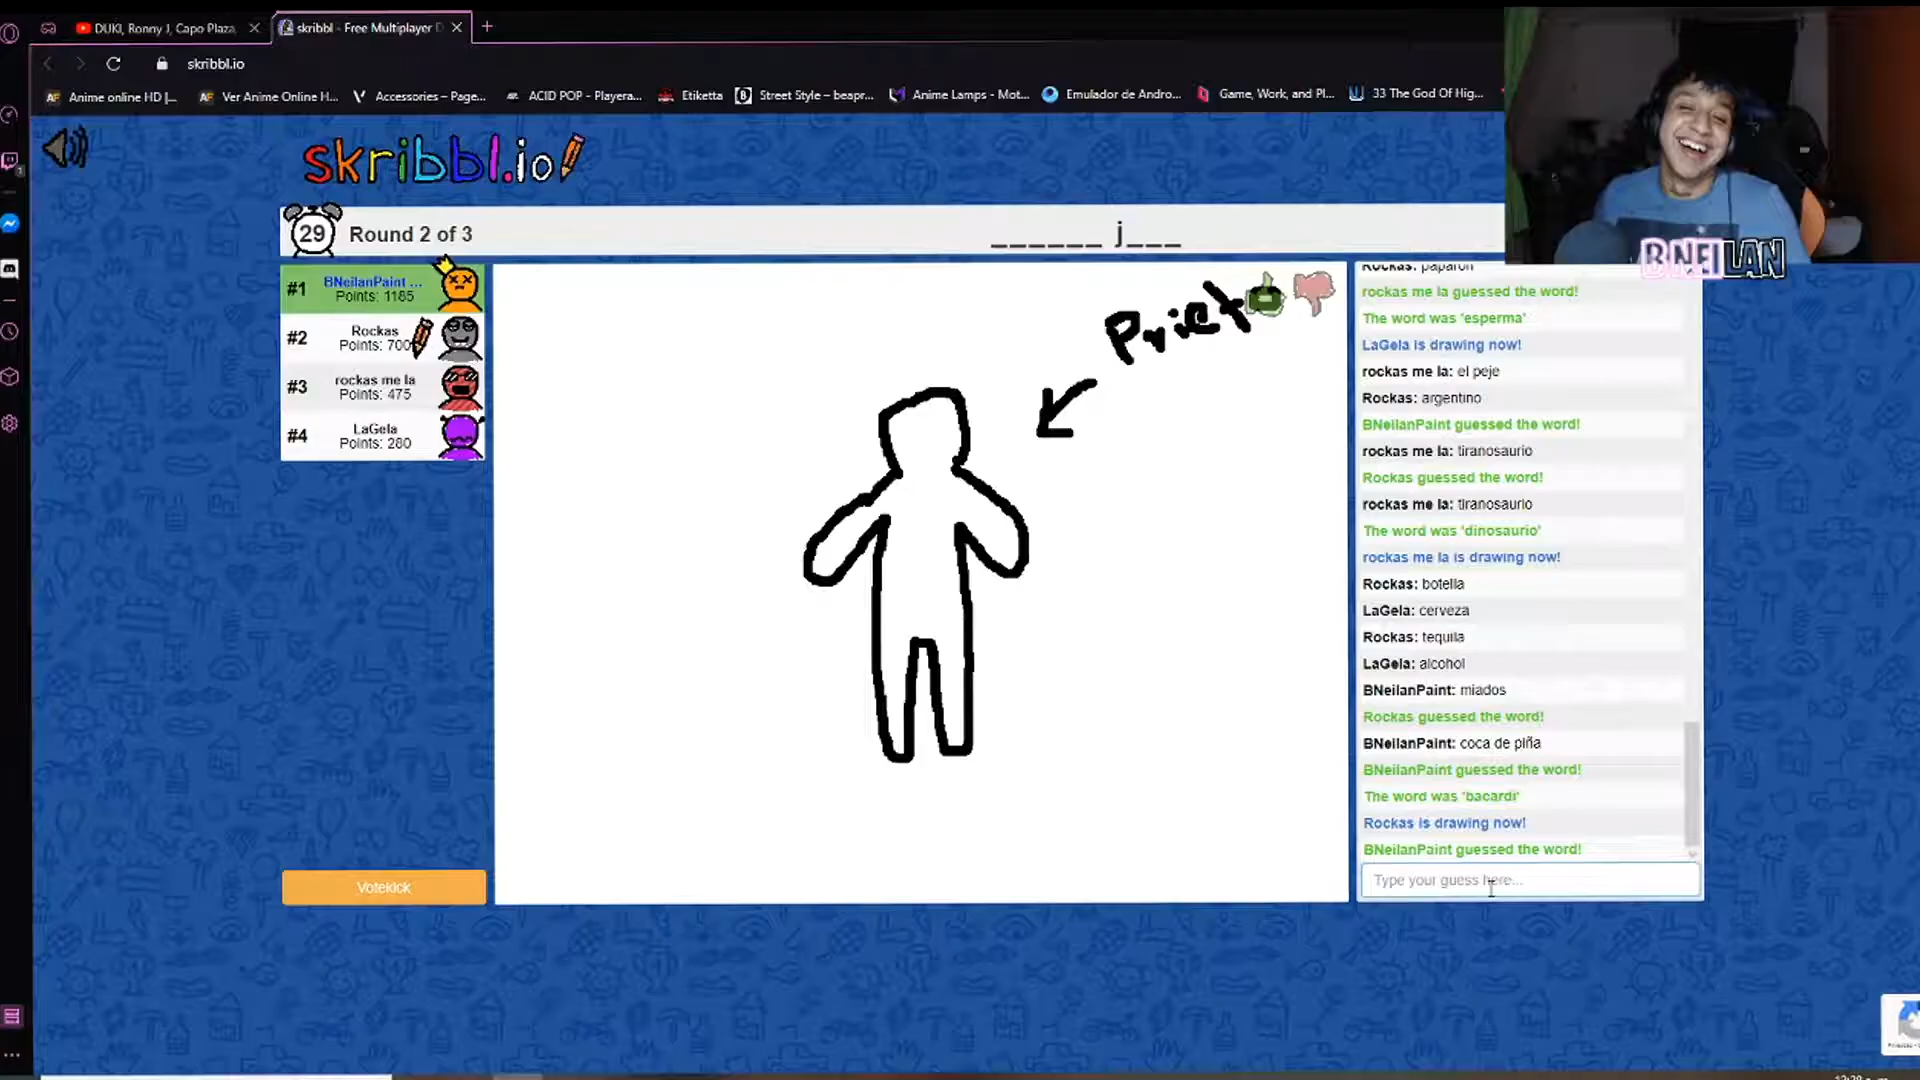 DUKI, Ronny J, Capo Plaza,
skribbl - Free Multiplayer D
skribbl.io
Anime online HD |...
Ver Anime Online H...
Accessories – Page...
ACID POP - Playera...
Etiketta
Street Style – beapr...
Anime Lamps - Mot...
Emulador de Andro...
Game, Work, and Pl...
33 The God Of Hig...
skribbl.io
29
Round 2 of 3
______ j___
BNEILAN
#1
BNeilanPaint ...
Points: 1185
#2
Rockas
Points: 700
#3
rockas me la
Points: 475
#4
LaGela
Points: 280
Votekick
Prieto
Rockas: paparon
rockas me la guessed the word!
The word was 'esperma'
LaGela is drawing now!
rockas me la: el peje
Rockas: argentino
BNeilanPaint guessed the word!
rockas me la: tiranosaurio
Rockas guessed the word!
rockas me la: tiranosaurio
The word was 'dinosaurio'
rockas me la is drawing now!
Rockas: botella
LaGela: cerveza
Rockas: tequila
LaGela: alcohol
BNeilanPaint: miados
Rockas guessed the word!
BNeilanPaint: coca de piña
BNeilanPaint guessed the word!
The word was 'bacardi'
Rockas is drawing now!
BNeilanPaint guessed the word!
Type your guess here...